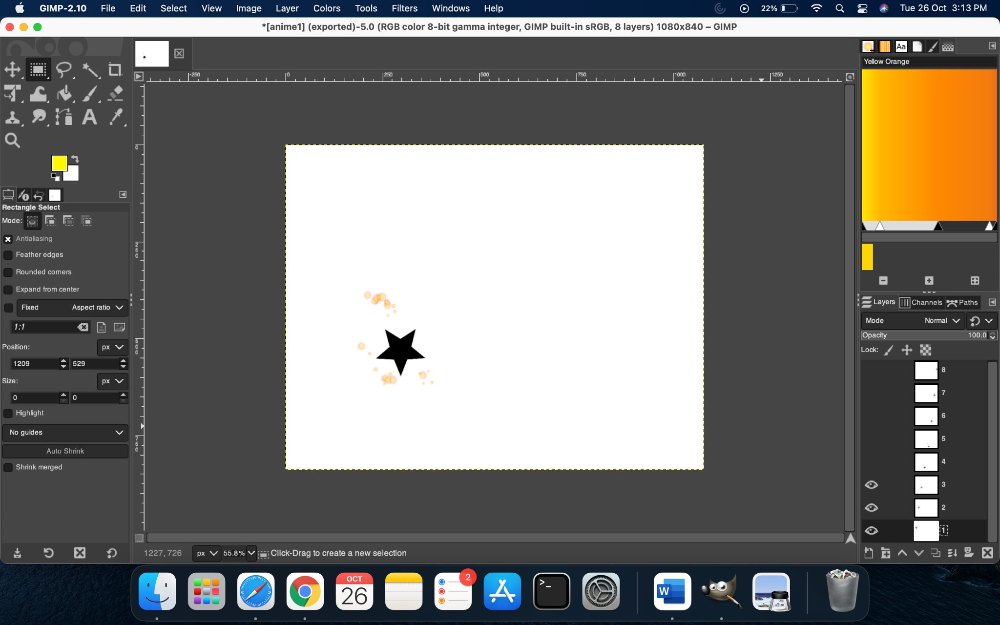 GIMP-2.10 File Edit Select View Image Layer Colors Tools Filters Windows Help 22% Tue 26 Oct 3:13 PM
*[anime1] (exported)-5.0 (RGB color 8-bit gamma integer, GIMP built-in sRGB, 8 layers) 1080x840 – GIMP
Aa
Yellow Orange
-250 0 250 500 750 1000 1250
0
250
500
750
Rectangle Select
Mode:
Antialiasing
Feather edges
Rounded corners
Expand from center
Fixed Aspect ratio
1:1
Position: px
1209 529
Size: px
0 0
Highlight
No guides
Auto Shrink
Shrink merged
Layers Channels Paths
Mode Normal
Opacity 100.0
Lock:
8
7
6
5
4
3
2
1
1227, 726 px 55.8% Click-Drag to create a new selection
OCT
26
2
>_
W